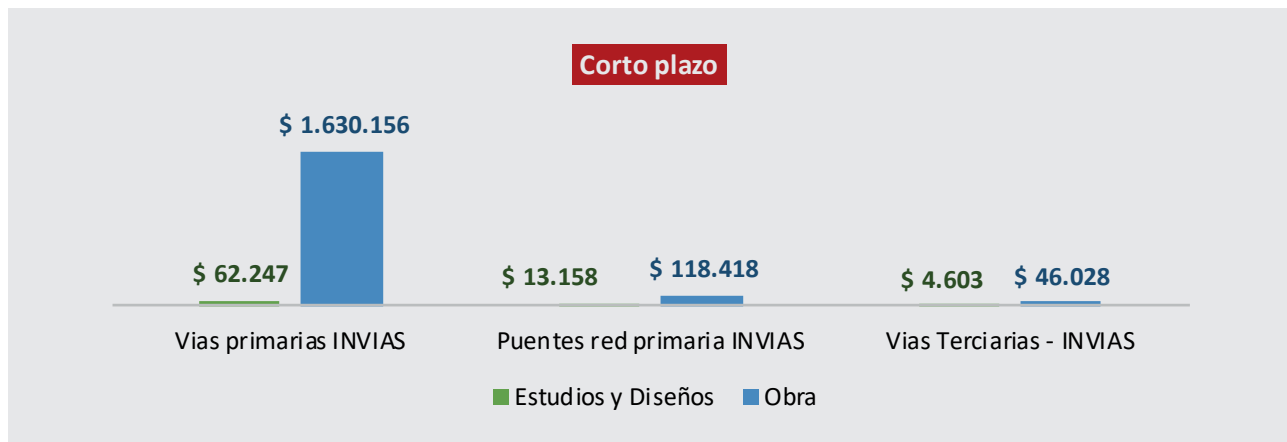 Corto plazo
$ 1.630.156
$ 62.247
$ 13.158
$ 118.418
$ 4.603
$ 46.028
Vias primarias INVIAS
Puentes red primaria INVIAS
Vias Terciarias - INVIAS
Estudios y Diseños
Obra